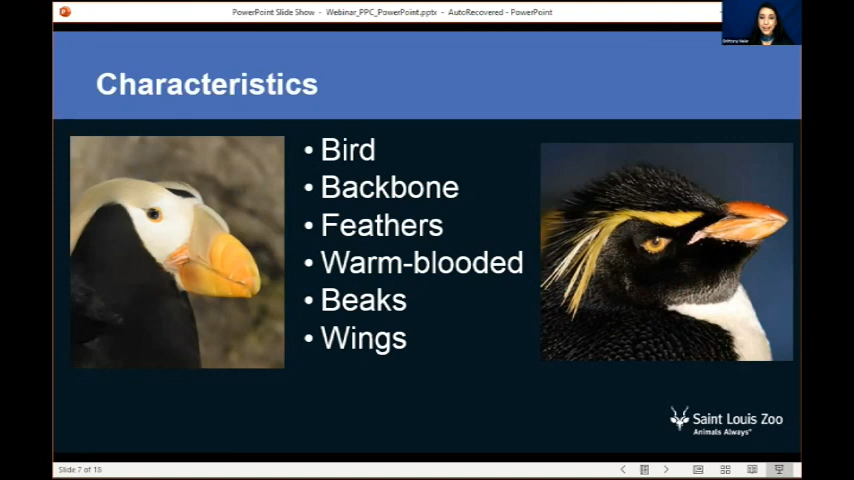 PowerPoint Slide Show - Webinar_PPC_PowerPoint.pptx - AutoRecovered - PowerPoint
Characteristics
• Bird
• Backbone
• Feathers
• Warm-blooded
• Beaks
• Wings
Saint Louis Zoo
Animals Always®
Slide 7 of 15